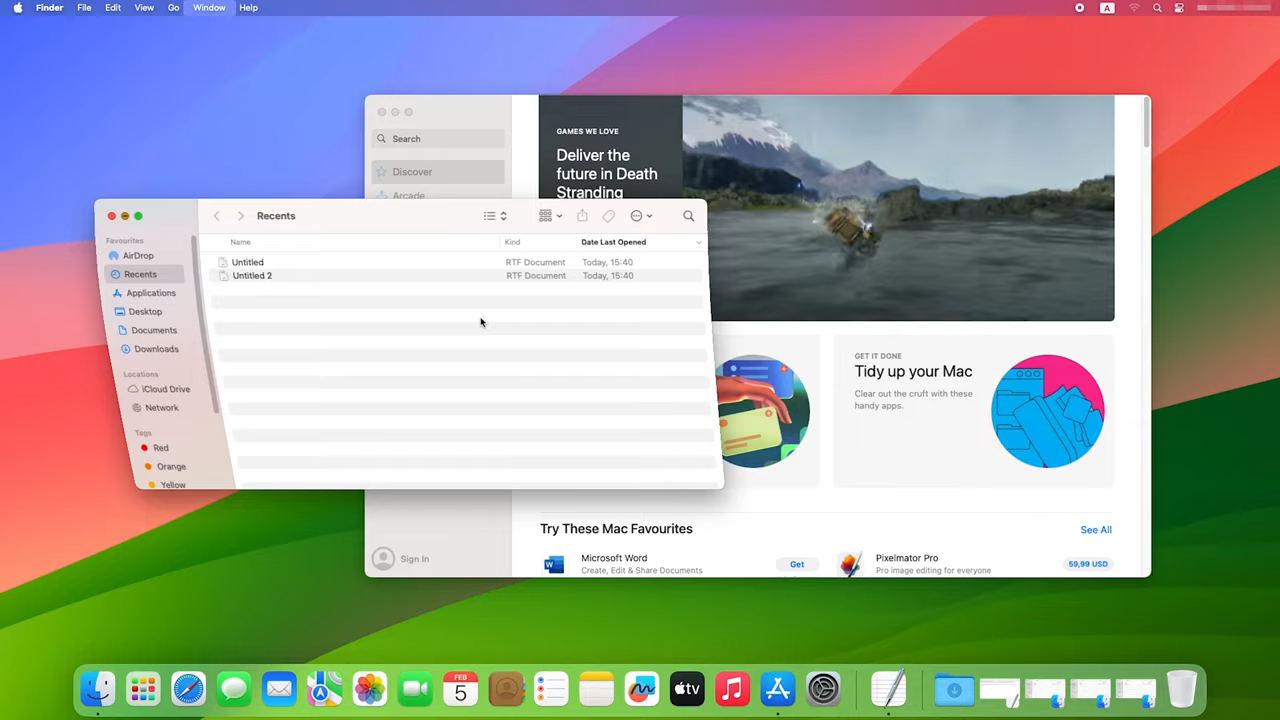 Finder File Edit View Go Window Help
A
Search
Discover
Arcade
GAMES WE LOVE
Deliver the
future in Death
Stranding
Recents
Favourites
AirDrop
Recents
Applications
Desktop
Documents
Downloads
Locations
iCloud Drive
Network
Tags
Red
Orange
Yellow
Name Kind Date Last Opened
Untitled RTF Document Today, 15:40
Untitled 2 RTF Document Today, 15:40
GET IT DONE
Tidy up your Mac
Clear out the cruft with these
handy apps.
Try These Mac Favourites See All
Microsoft Word
Create, Edit & Share Documents
Get
Pixelmator Pro
Pro image editing for everyone
59,99 USD
Sign In
FEB
5
tv